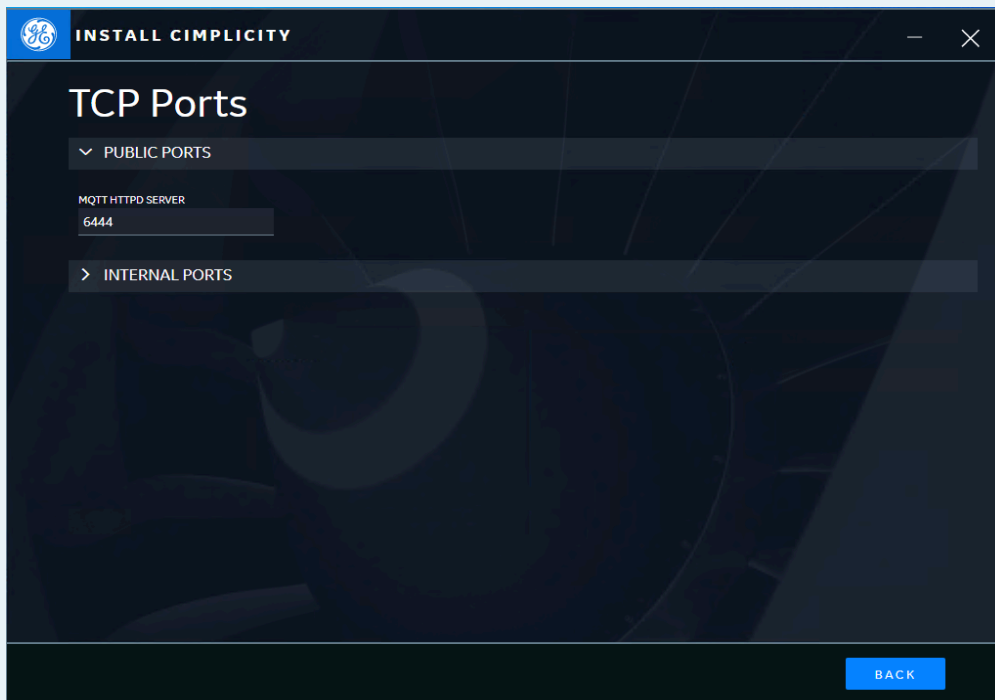 INSTALL CIMPLICITY
TCP Ports
PUBLIC PORTS
MQTT HTTPD SERVER
6444
INTERNAL PORTS
BACK